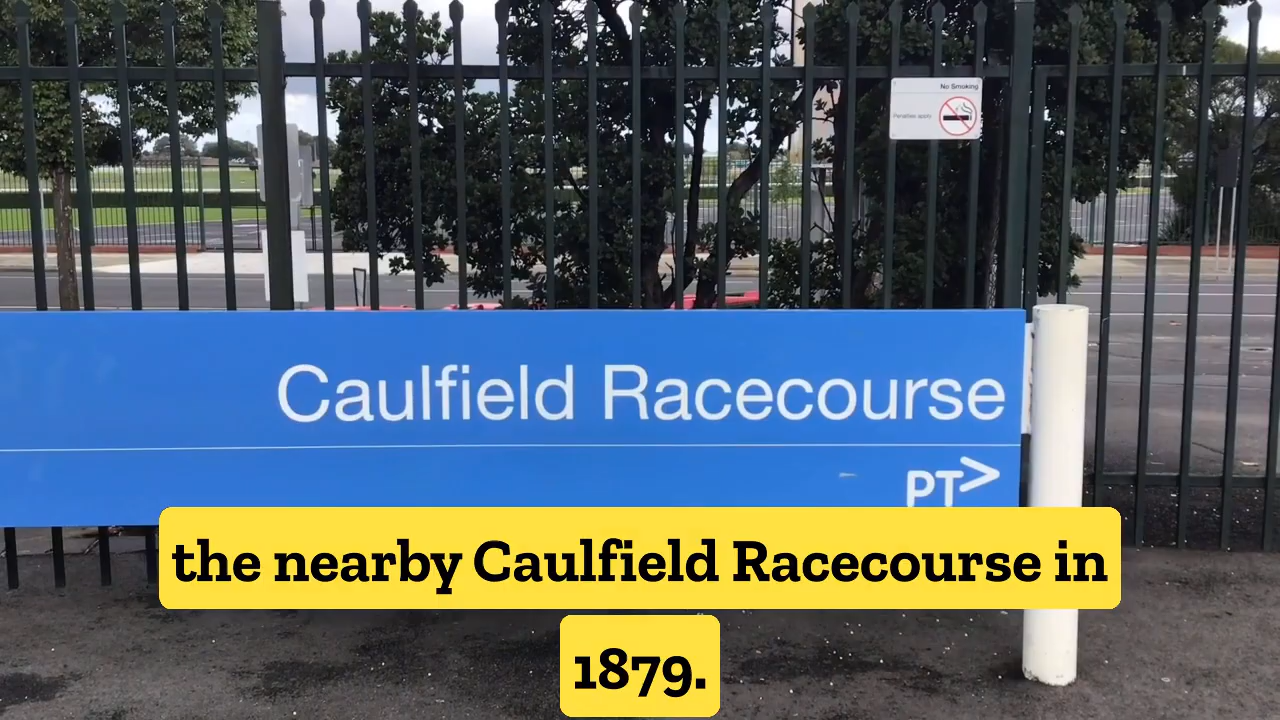 No Smoking
Penalties apply
Caulfield Racecourse
PT>
the nearby Caulfield Racecourse in
1879.